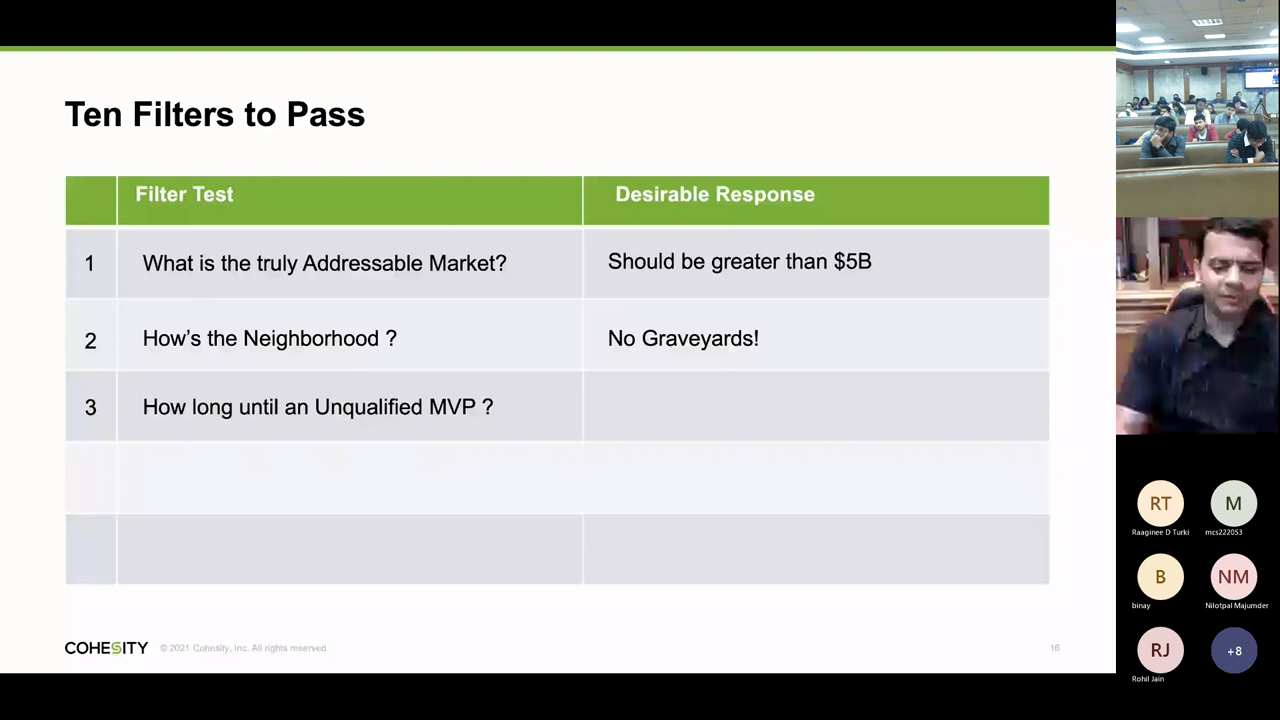 Ten Filters to Pass
Filter Test
Desirable Response
1
What is the truly Addressable Market?
Should be greater than $5B
2
How's the Neighborhood ?
No Graveyards!
3
How long until an Unqualified MVP ?
COHESITY
© 2021 Cohesity, Inc. All rights reserved.
16
RT
Raaginee D Turki
M
mcs222053
B
binay
NM
Nilotpal Majumder
RJ
Rohil Jain
+8